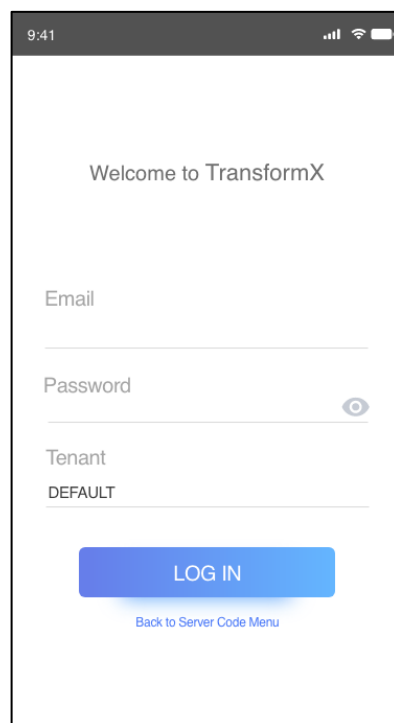 9:41
Welcome to TransformX
Email
Password
Tenant
DEFAULT
LOG IN
Back to Server Code Menu